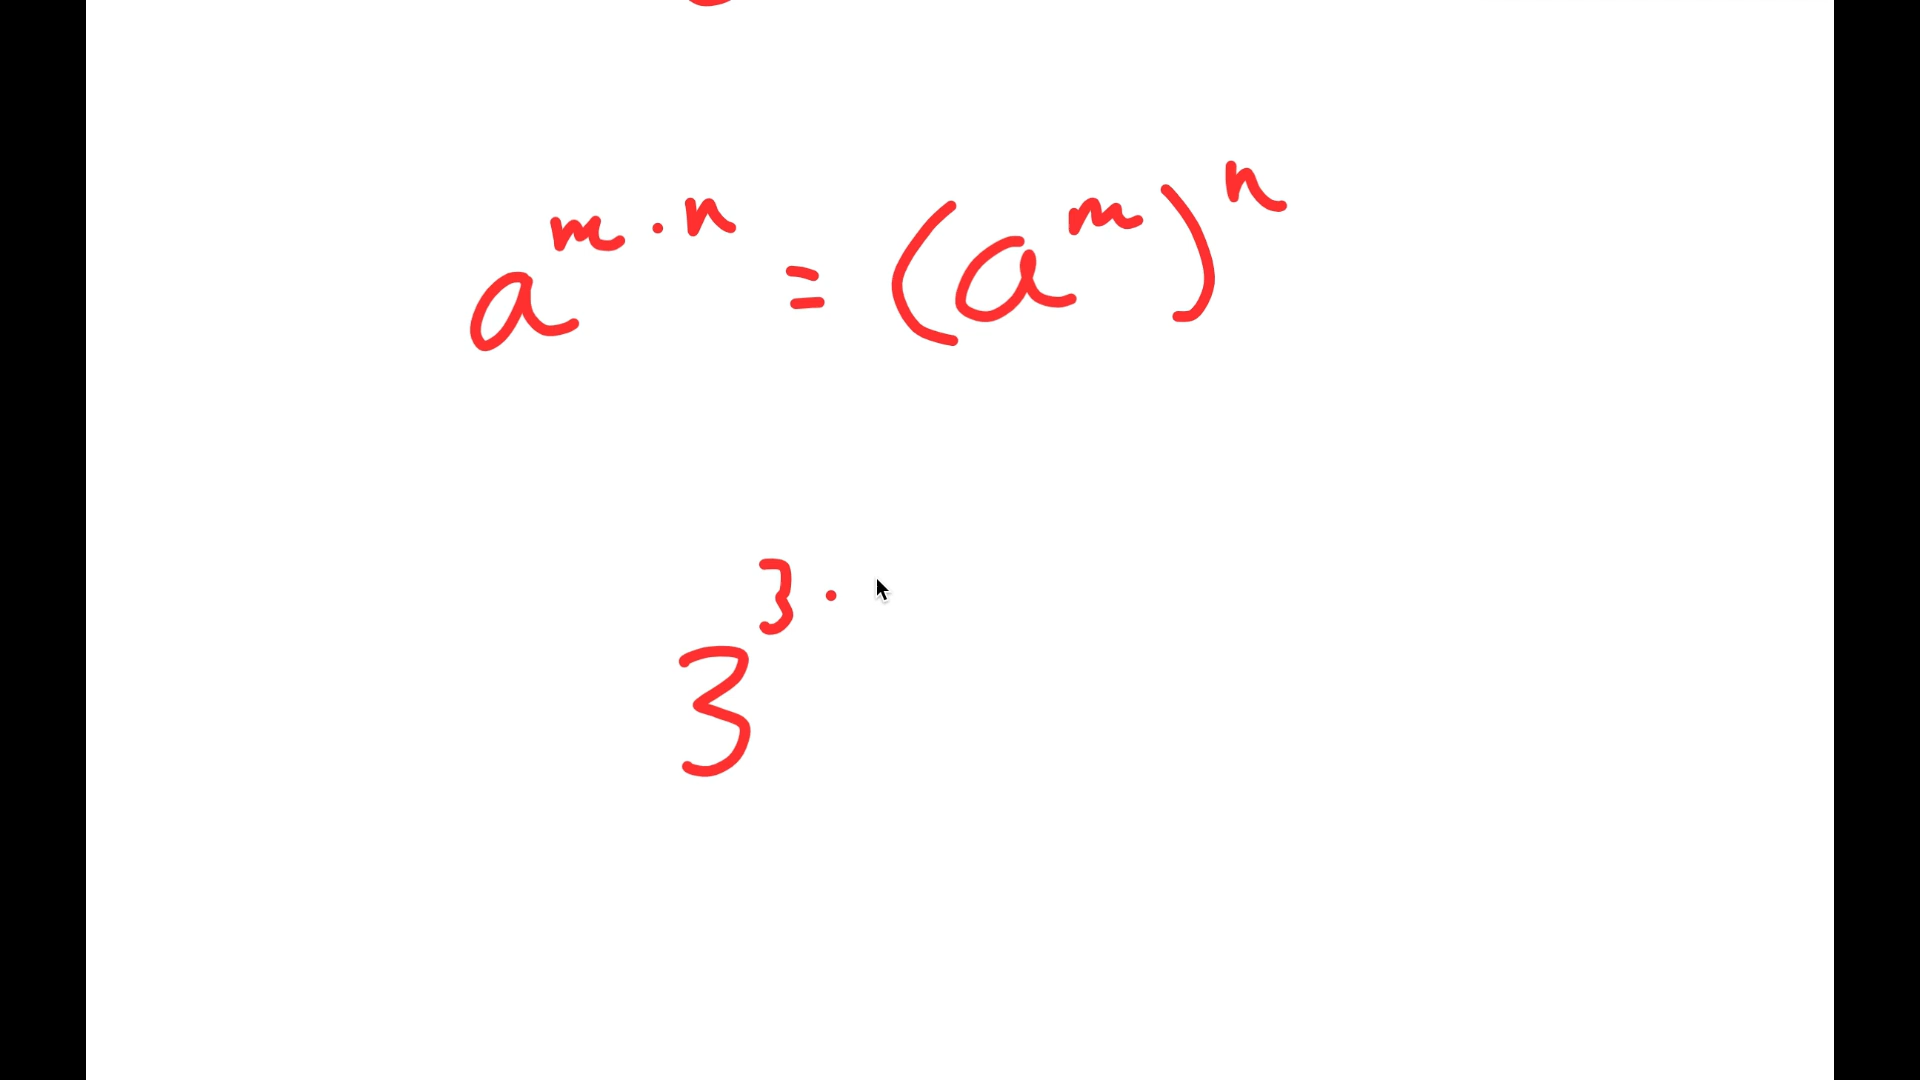 a^{m·n} = (a^m)^n
3^{3·}